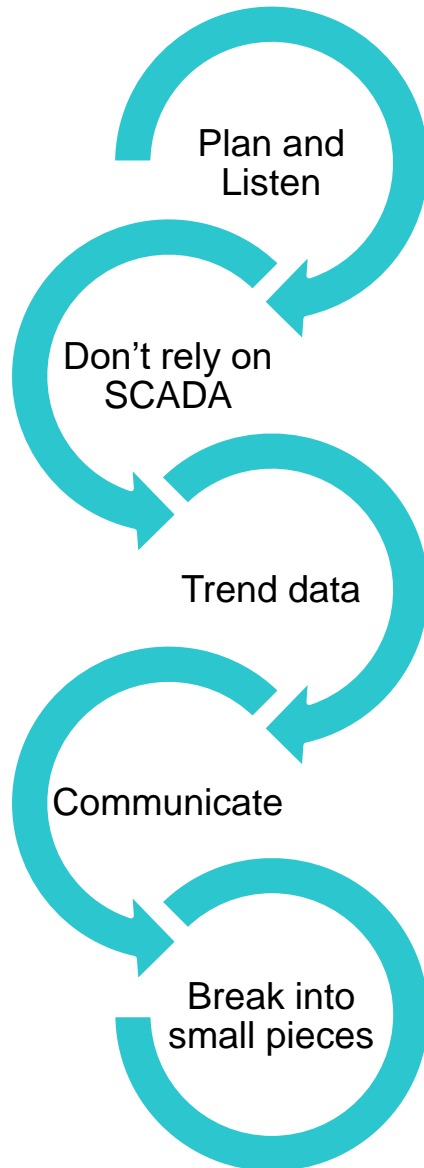 Plan and
Listen
Don’t rely on
SCADA
Trend data
Communicate
Break into
small pieces